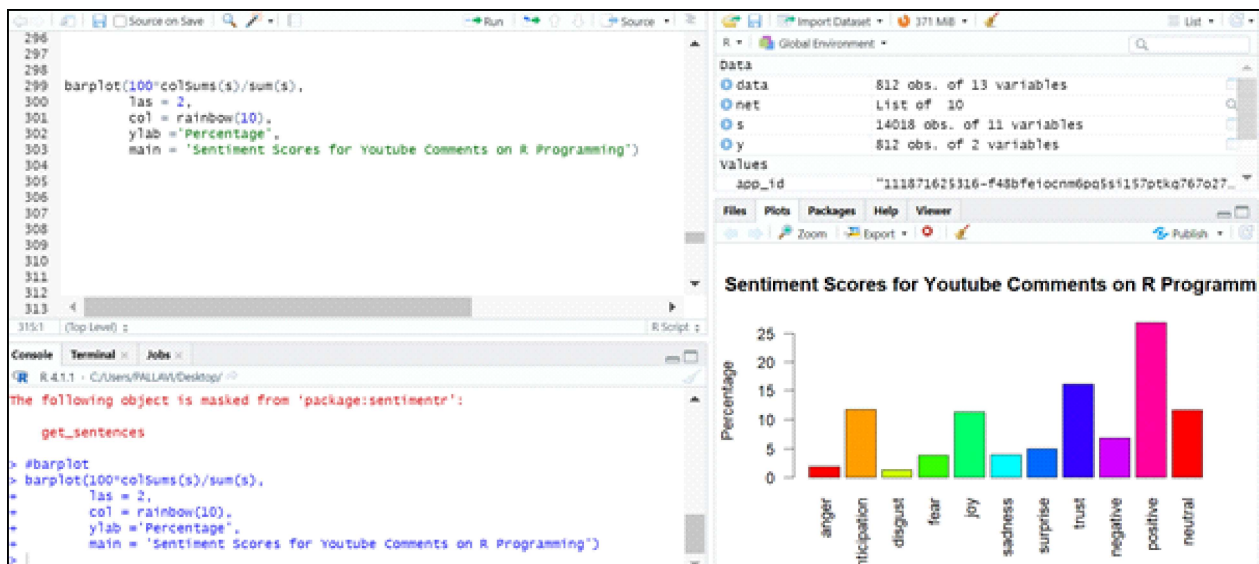 Source on Save
Run
Source
Import Dataset
371 MiB
List
R
Global Environment
296
297
298
299 barplot(100*colSums(s)/sum(s),
300 las = 2,
301 col = rainbow(10),
302 ylab ='Percentage',
303 main = 'Sentiment Scores for Youtube Comments on R Programming')
304
305
306
307
308
309
310
311
312
313
315:1 (Top Level)
R Script
Data
data 812 obs. of 13 variables
net List of 10
s 14018 obs. of 11 variables
y 812 obs. of 2 variables
Values
app_id
Files Plots Packages Help Viewer
Zoom Export Publish
Console Terminal Jobs
R 4.1.1 · C:/Users/PALLAVI/Desktop/
The following object is masked from 'package:sentimentr':
get_sentences
> #barplot
> barplot(100*colSums(s)/sum(s),
+ las = 2,
+ col = rainbow(10),
+ ylab ='Percentage',
+ main = 'Sentiment Scores for Youtube Comments on R Programming')
>
Sentiment Scores for Youtube Comments on R Programm
Percentage
25
20
15
10
5
0
anger
nticipation
disgust
fear
joy
sadness
surprise
trust
negative
positive
neutral